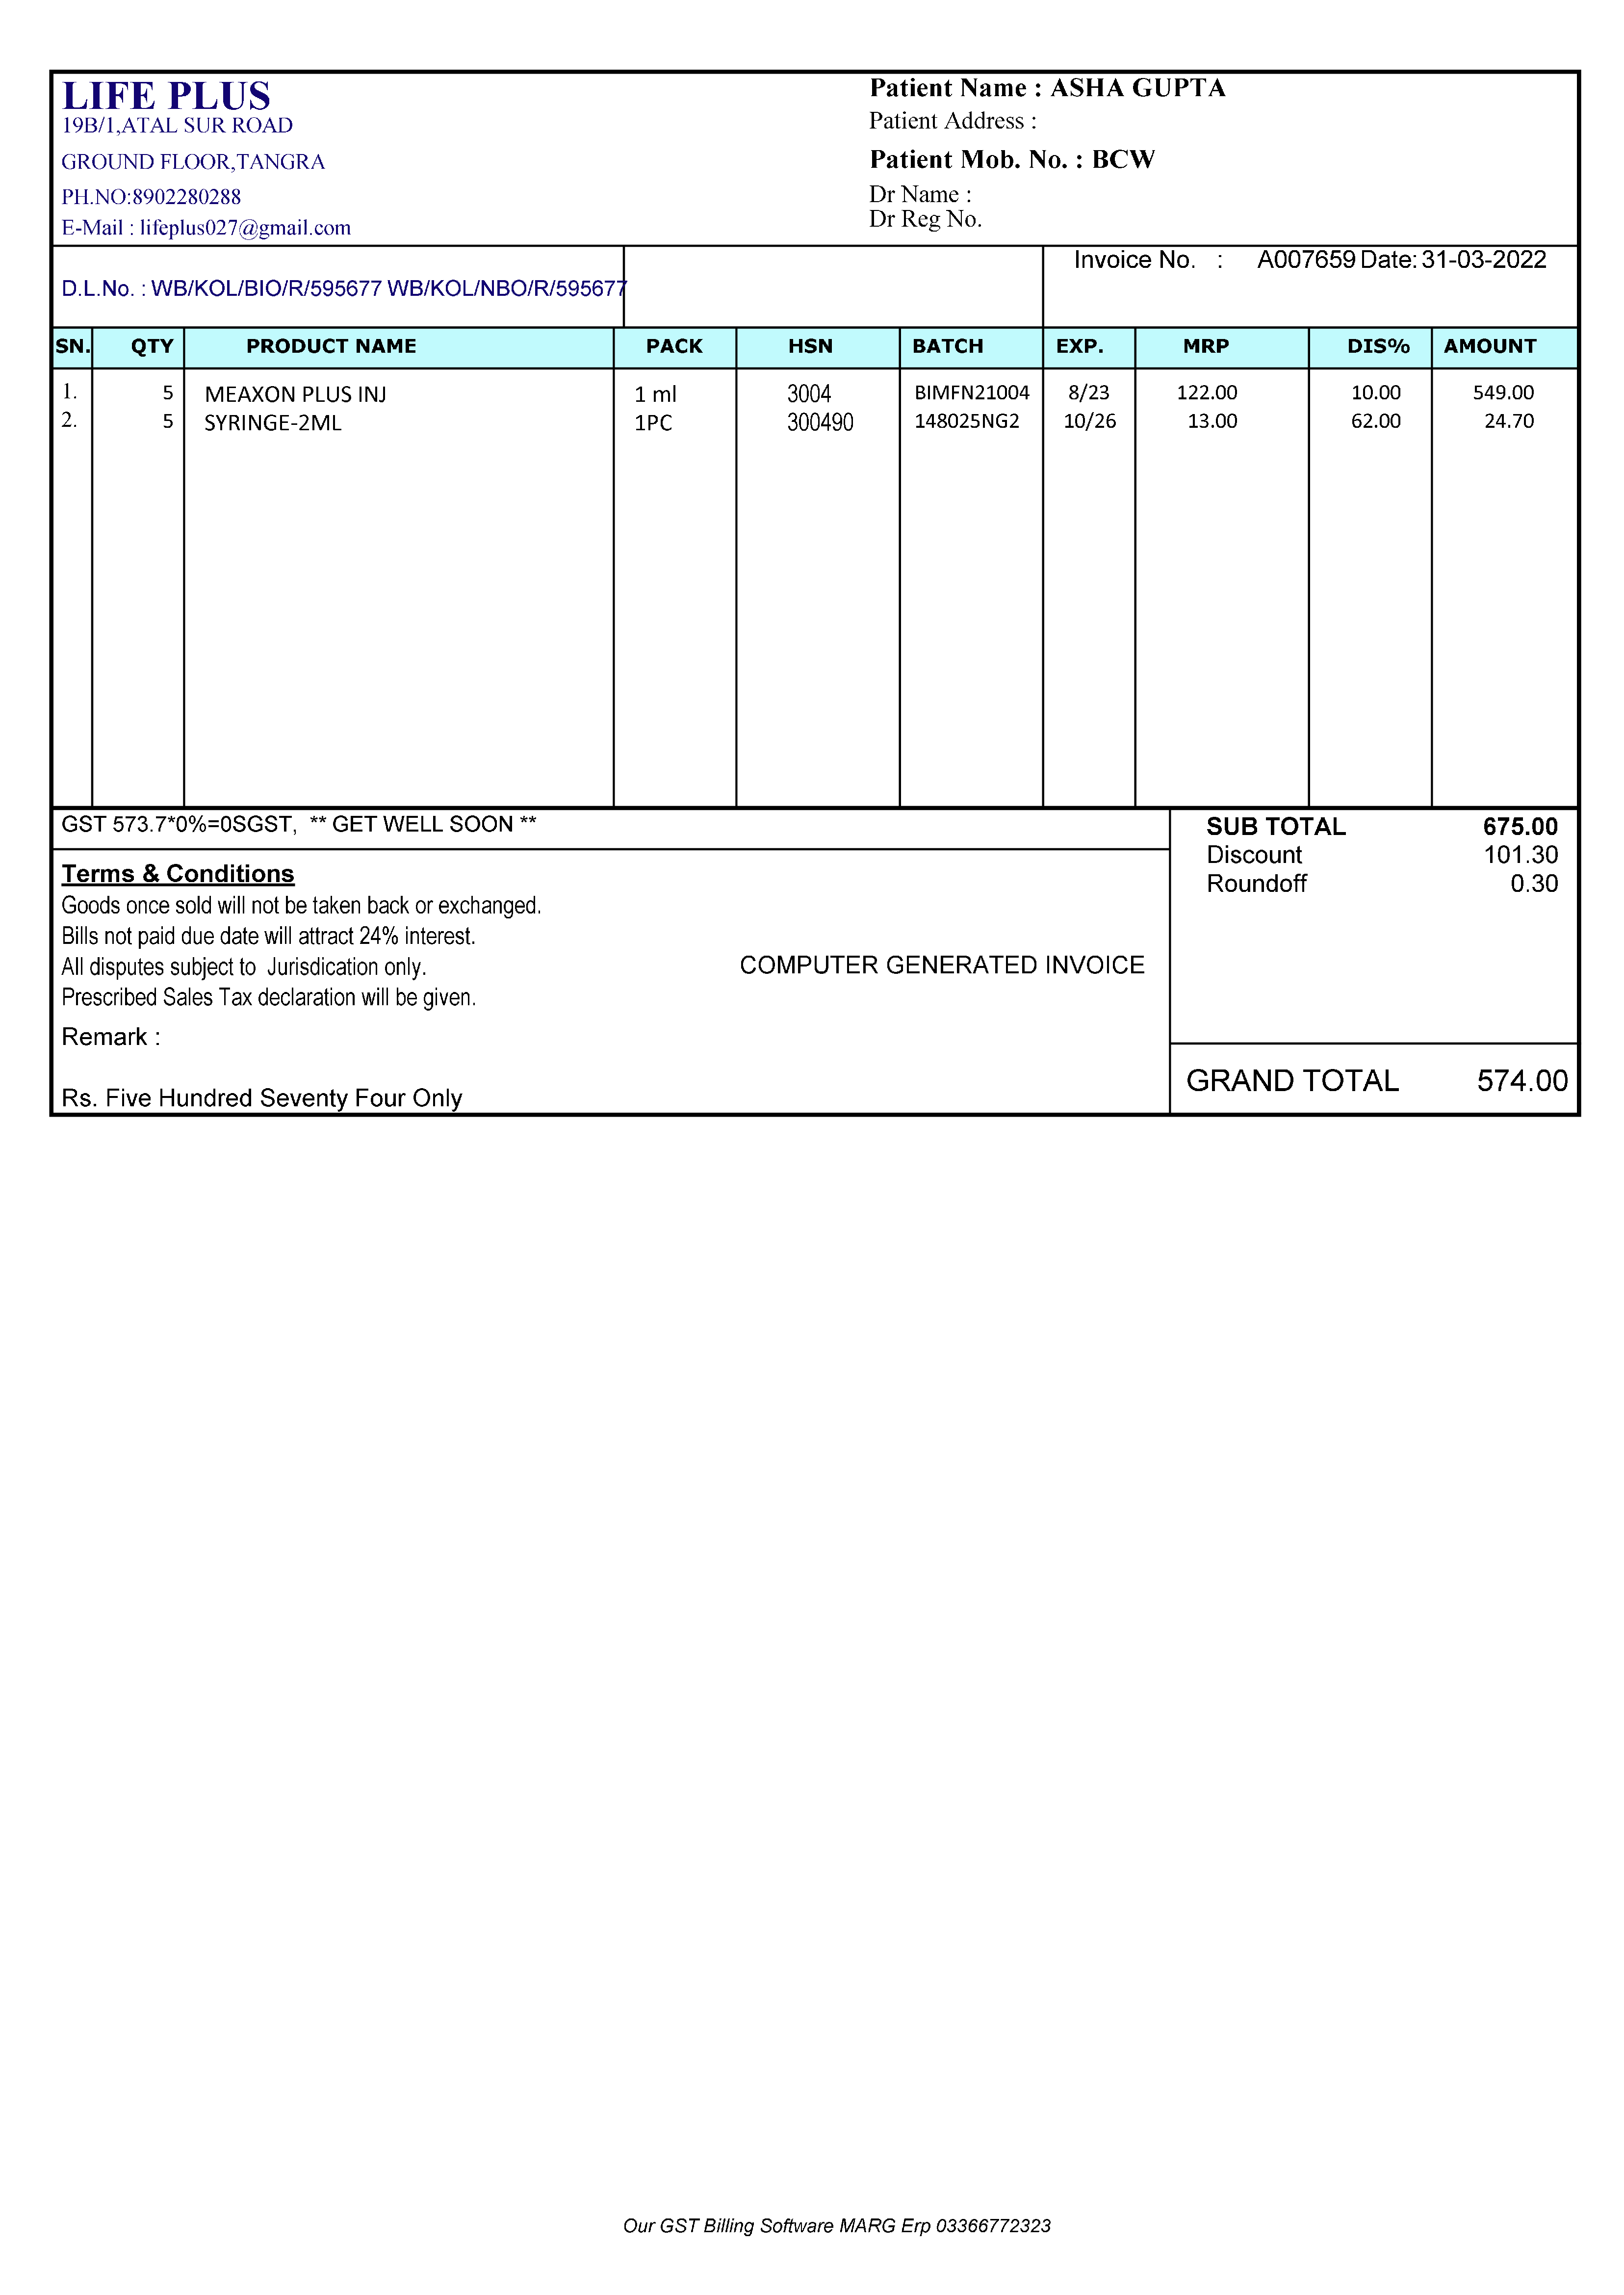 LIFE PLUS
19B/1,ATAL SUR ROAD
GROUND FLOOR,TANGRA
PH.NO:8902280288
E-Mail : lifeplus027@gmail.com
Patient Name : ASHA GUPTA
Patient Address :
Patient Mob. No. : BCW
Dr Name :
Dr Reg No.
D.L.No. : WB/KOL/BIO/R/595677 WB/KOL/NBO/R/595677
Invoice No. : A007659 Date: 31-03-2022
SN. QTY PRODUCT NAME PACK HSN BATCH EXP. MRP DIS% AMOUNT
1. 5 MEAXON PLUS INJ 1 ml 3004 BIMFN21004 8/23 122.00 10.00 549.00
2. 5 SYRINGE-2ML 1PC 300490 148025NG2 10/26 13.00 62.00 24.70
GST 573.7*0%=0SGST, ** GET WELL SOON **
Terms & Conditions
Goods once sold will not be taken back or exchanged.
Bills not paid due date will attract 24% interest.
All disputes subject to Jurisdication only.
Prescribed Sales Tax declaration will be given.
COMPUTER GENERATED INVOICE
Remark :
Rs. Five Hundred Seventy Four Only
SUB TOTAL 675.00
Discount 101.30
Roundoff 0.30
GRAND TOTAL 574.00
Our GST Billing Software MARG Erp 03366772323